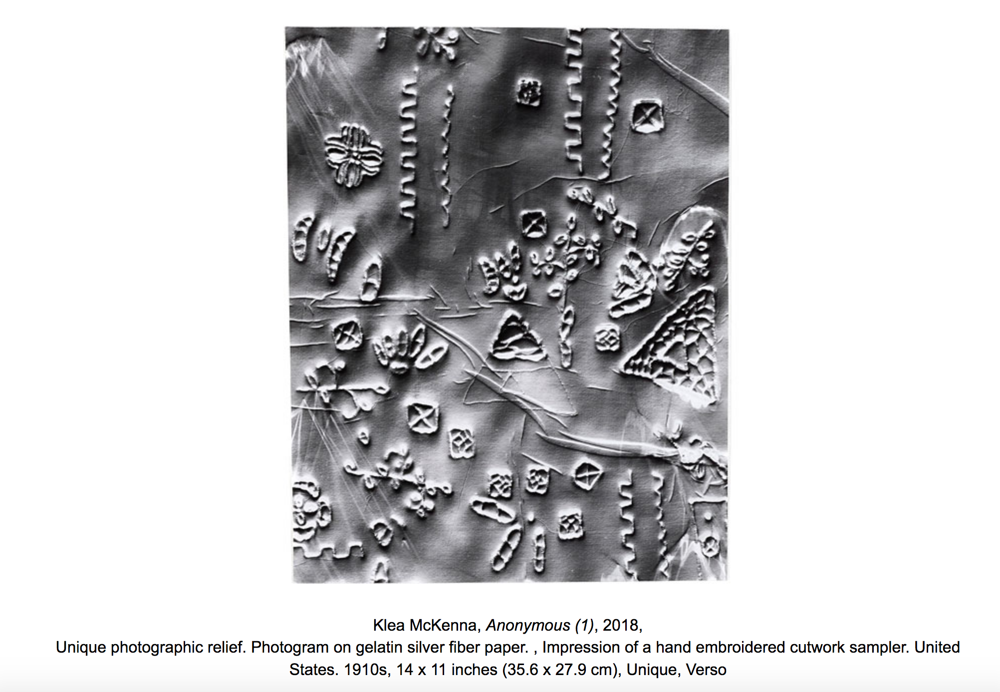 Klea McKenna, Anonymous (1), 2018,
Unique photographic relief. Photogram on gelatin silver fiber paper. , Impression of a hand embroidered cutwork sampler. United
States. 1910s, 14 x 11 inches (35.6 x 27.9 cm), Unique, Verso